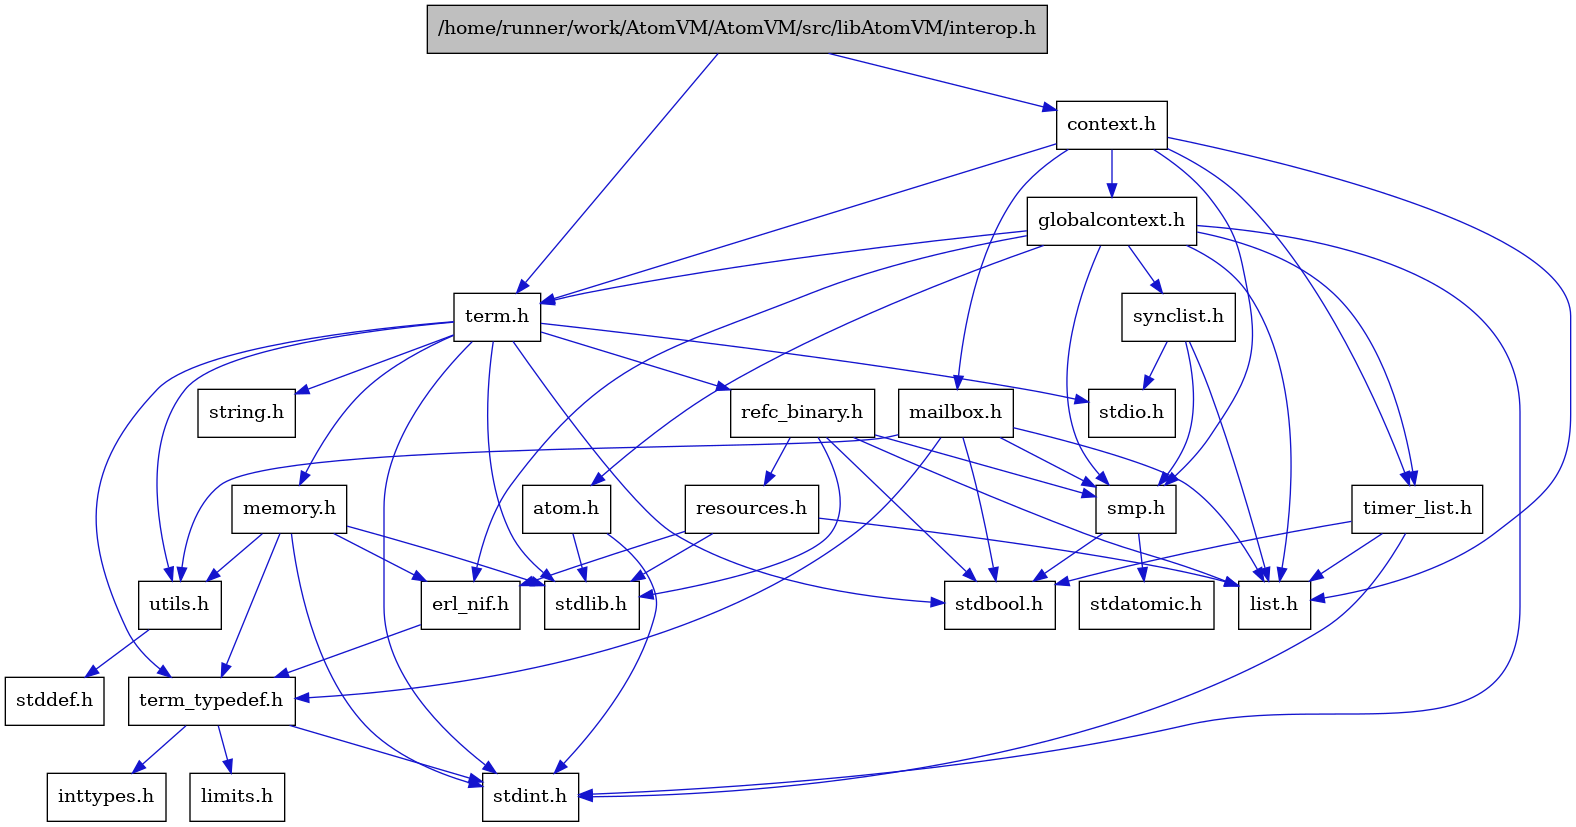 /home/runner/work/AtomVM/AtomVM/src/libAtomVM/interop.h
context.h
globalcontext.h
term.h
synclist.h
string.h
refc_binary.h
mailbox.h
stdio.h
memory.h
atom.h
resources.h
smp.h
timer_list.h
utils.h
erl_nif.h
stdlib.h
stdbool.h
stdatomic.h
list.h
stddef.h
term_typedef.h
inttypes.h
limits.h
stdint.h